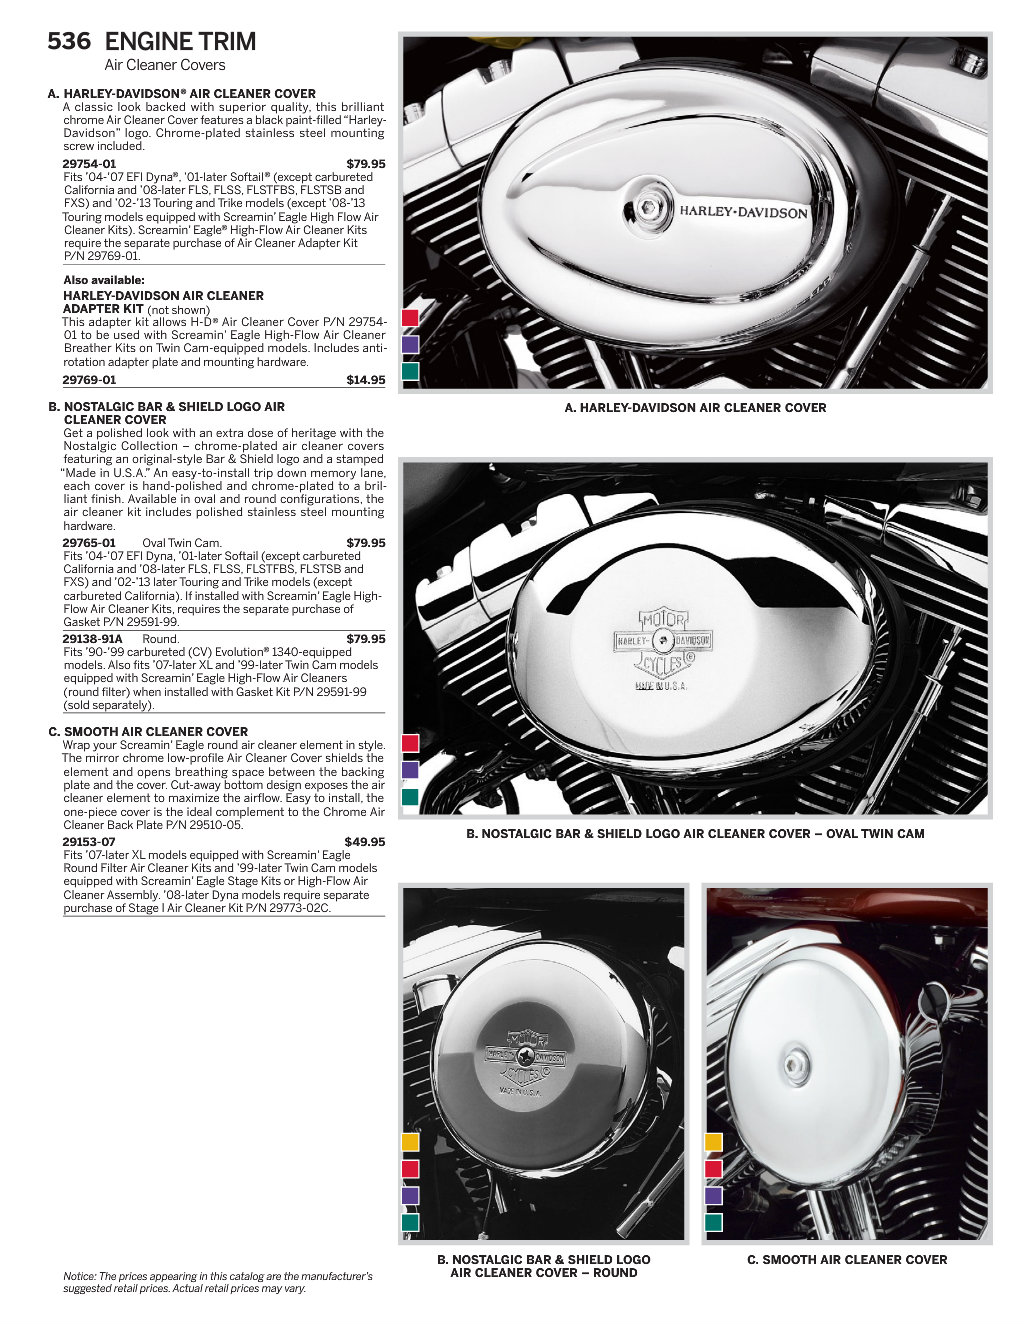 536 ENGINE TRIM
Air Cleaner Covers
A. HARLEY-DAVIDSON® AIR CLEANER COVER
A classic look backed with superior quality, this brilliant
chrome Air Cleaner Cover features a black paint-filled “Harley-
Davidson” logo. Chrome-plated stainless steel mounting
screw included.
29754-01 $79.95
Fits ’04-’07 EFI Dyna®, ’01-later Softail® (except carbureted
California and ’08-later FLS, FLSS, FLSTFBS, FLSTSB and
FXS) and ’02-’13 Touring and Trike models (except ’08-’13
Touring models equipped with Screamin’ Eagle High Flow Air
Cleaner Kits). Screamin’ Eagle® High-Flow Air Cleaner Kits
require the separate purchase of Air Cleaner Adapter Kit
P/N 29769-01.
Also available:
HARLEY-DAVIDSON AIR CLEANER
ADAPTER KIT (not shown)
This adapter kit allows H-D® Air Cleaner Cover P/N 29754-
01 to be used with Screamin’ Eagle High-Flow Air Cleaner
Breather Kits on Twin Cam-equipped models. Includes anti-
rotation adapter plate and mounting hardware.
29769-01 $14.95
B. NOSTALGIC BAR & SHIELD LOGO AIR
CLEANER COVER
Get a polished look with an extra dose of heritage with the
Nostalgic Collection – chrome-plated air cleaner covers
featuring an original-style Bar & Shield logo and a stamped
“Made in U.S.A.” An easy-to-install trip down memory lane,
each cover is hand-polished and chrome-plated to a bril-
liant finish. Available in oval and round configurations, the
air cleaner kit includes polished stainless steel mounting
hardware.
29765-01 Oval Twin Cam. $79.95
Fits ’04-’07 EFI Dyna, ’01-later Softail (except carbureted
California and ’08-later FLS, FLSS, FLSTFBS, FLSTSB and
FXS) and ’02-’13 later Touring and Trike models (except
carbureted California). If installed with Screamin’ Eagle High-
Flow Air Cleaner Kits, requires the separate purchase of
Gasket P/N 29591-99.
29138-91A Round. $79.95
Fits ’90-’99 carbureted (CV) Evolution® 1340-equipped
models. Also fits ’07-later XL and ’99-later Twin Cam models
equipped with Screamin’ Eagle High-Flow Air Cleaners
(round filter) when installed with Gasket Kit P/N 29591-99
(sold separately).
C. SMOOTH AIR CLEANER COVER
Wrap your Screamin’ Eagle round air cleaner element in style.
The mirror chrome low-profile Air Cleaner Cover shields the
element and opens breathing space between the backing
plate and the cover. Cut-away bottom design exposes the air
cleaner element to maximize the airflow. Easy to install, the
one-piece cover is the ideal complement to the Chrome Air
Cleaner Back Plate P/N 29510-05.
29153-07 $49.95
Fits ’07-later XL models equipped with Screamin’ Eagle
Round Filter Air Cleaner Kits and ’99-later Twin Cam models
equipped with Screamin’ Eagle Stage Kits or High-Flow Air
Cleaner Assembly. ’08-later Dyna models require separate
purchase of Stage I Air Cleaner Kit P/N 29773-02C.
Notice: The prices appearing in this catalog are the manufacturer’s
suggested retail prices. Actual retail prices may vary.
HARLEY-DAVIDSON
A. HARLEY-DAVIDSON AIR CLEANER COVER
MOTOR
HARLEY-DAVIDSON
CYCLES ©
MADE IN U.S.A.
B. NOSTALGIC BAR & SHIELD LOGO AIR CLEANER COVER – OVAL TWIN CAM
MOTOR
HARLEY-DAVIDSON
CYCLES ©
MADE IN U.S.A.
B. NOSTALGIC BAR & SHIELD LOGO
AIR CLEANER COVER – ROUND
C. SMOOTH AIR CLEANER COVER